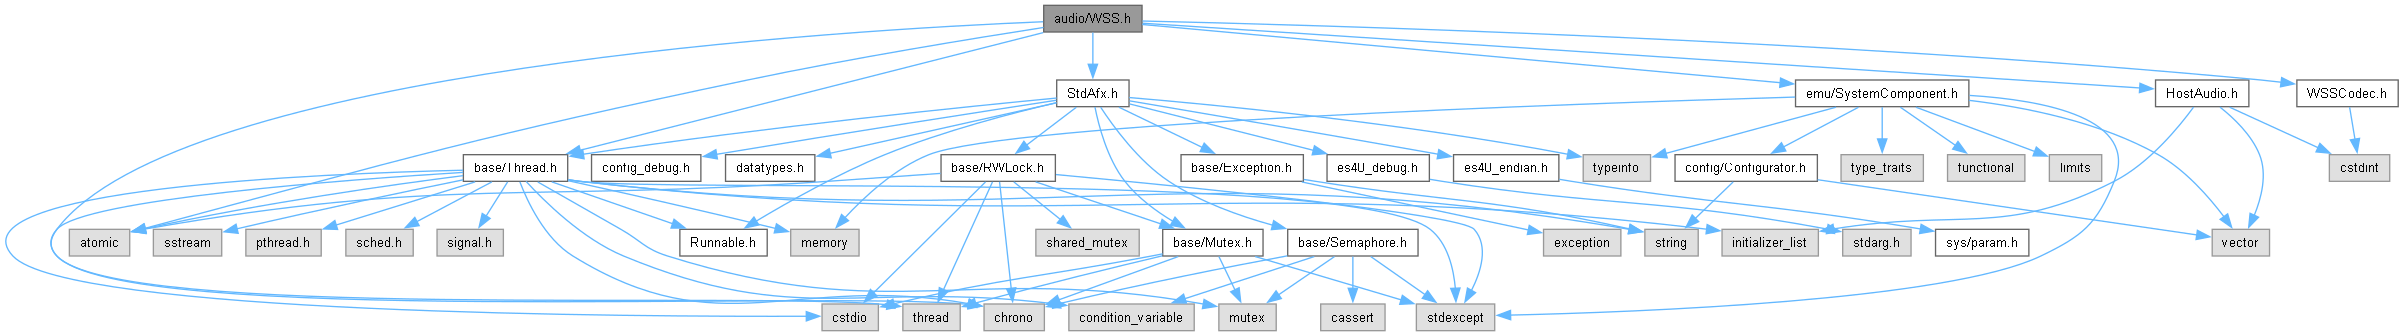 audio/WSS.h
StdAfx.h
emu/SystemComponent.h
HostAudio.h
WSSCodec.h
base/Thread.h
config_debug.h
datatypes.h
base/RWLock.h
base/Exception.h
es4U_debug.h
es4U_endian.h
typeinfo
config/Configurator.h
type_traits
functional
limits
cstdint
atomic
sstream
pthread.h
sched.h
signal.h
Runnable.h
memory
shared_mutex
base/Mutex.h
base/Semaphore.h
exception
string
initializer_list
stdarg.h
sys/param.h
vector
cstdio
thread
chrono
condition_variable
mutex
cassert
stdexcept